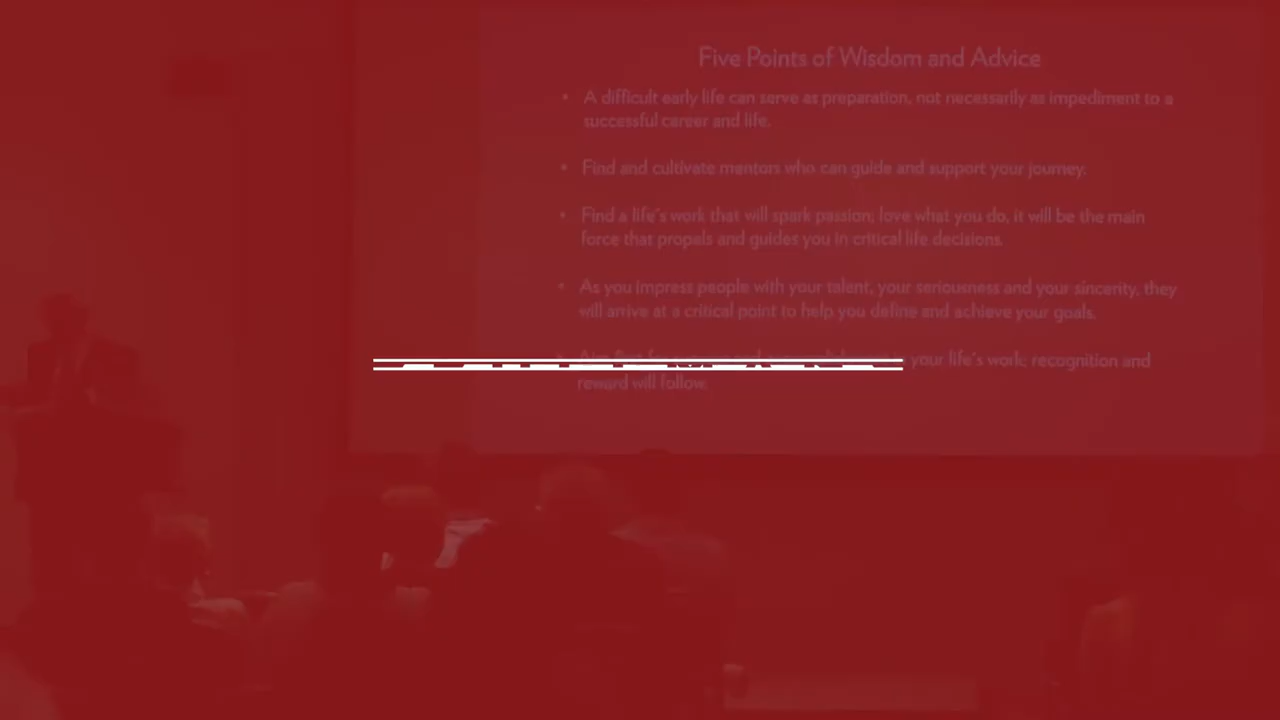 Five Points of Wisdom and Advice
• A difficult early life can serve as preparation, not necessarily as impediment to a
successful career and life.
• Find and cultivate mentors who can guide and support your journey.
• Find a life's work that will spark passion; love what you do, it will be the main
force that propels and guides you in critical life decisions.
• As you impress people with your talent, your seriousness and your sincerity, they
will arrive at a critical point to help you define and achieve your goals.
• your life's work; recognition and
reward will follow.